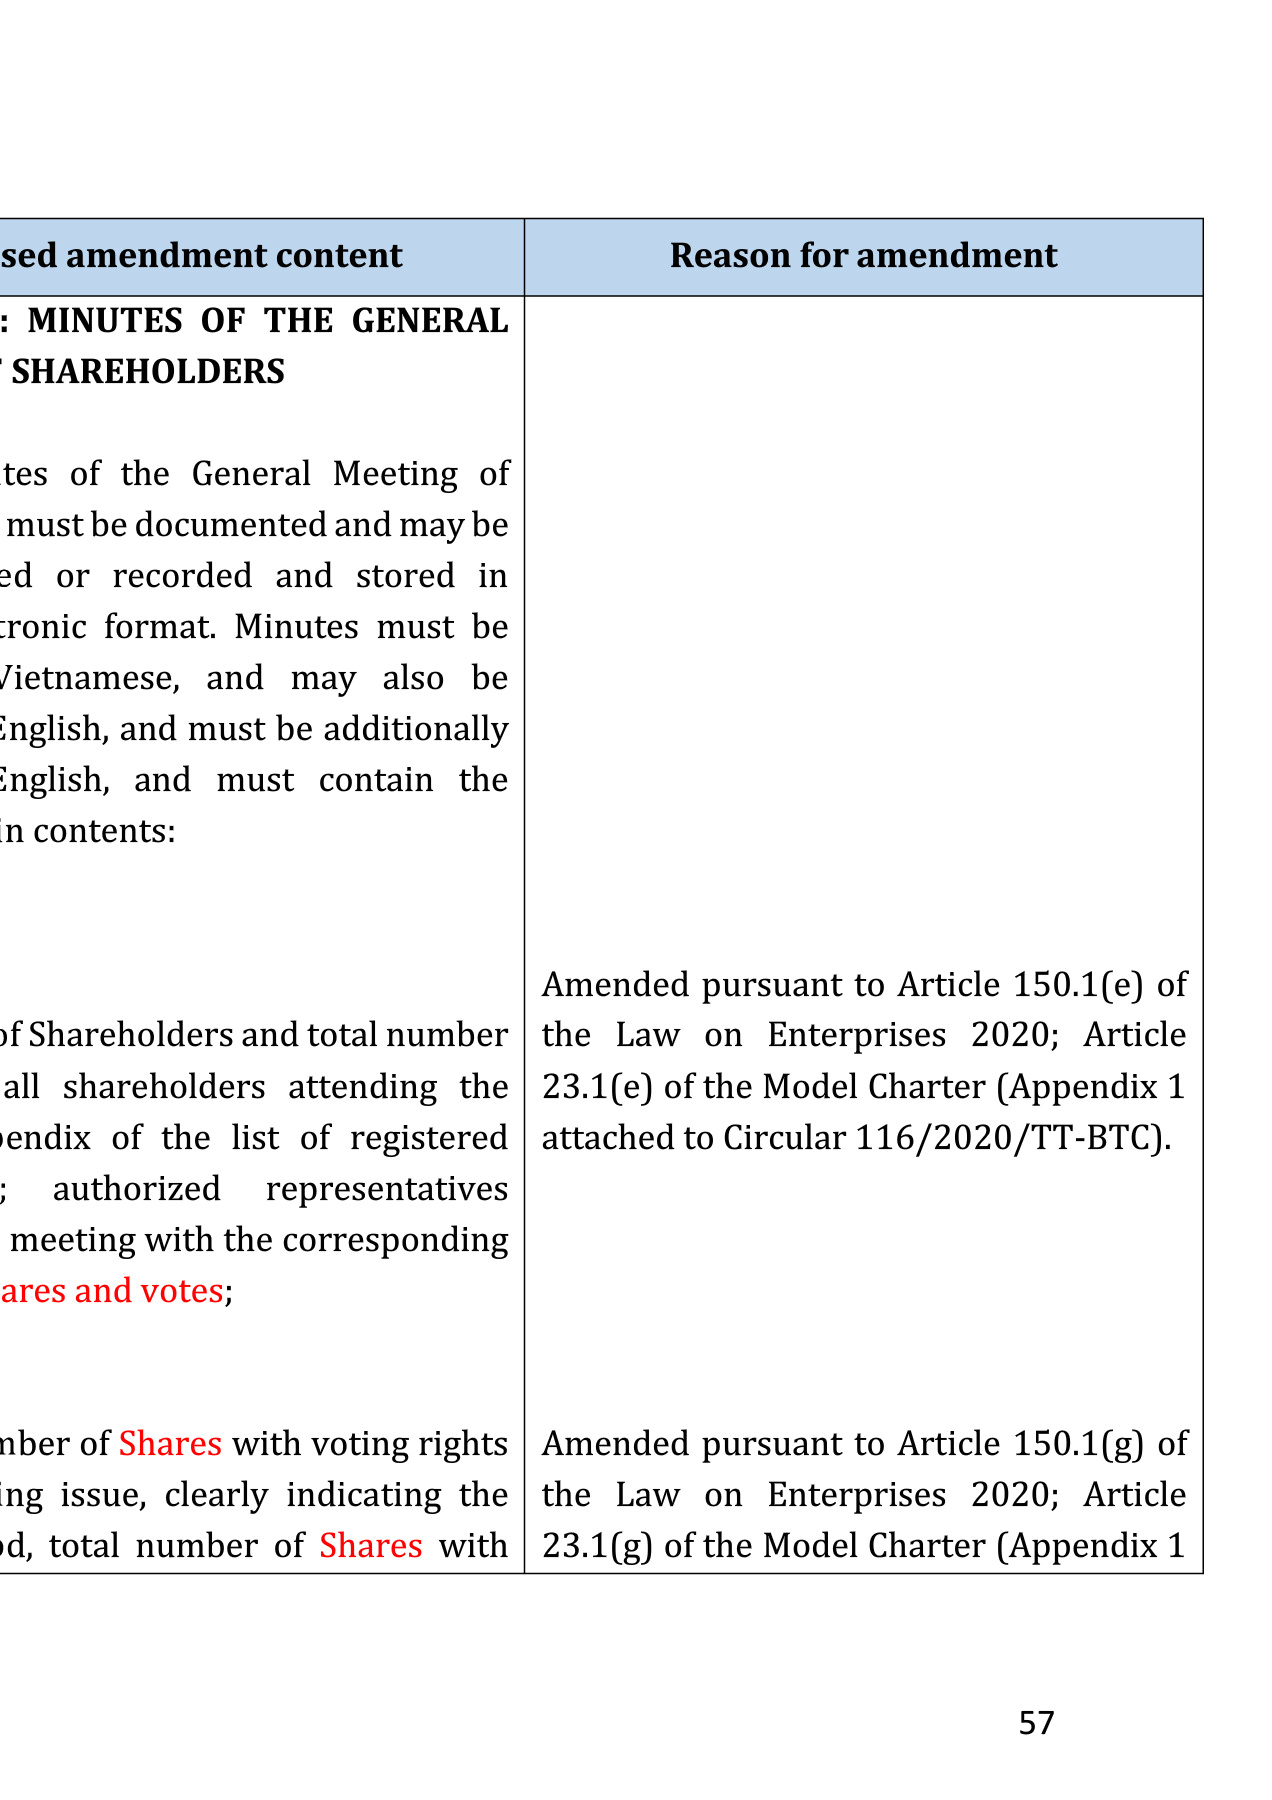 sed amendment content
Reason for amendment
: MINUTES OF THE GENERAL
SHAREHOLDERS
tes of the General Meeting of
must be documented and may be
ed or recorded and stored in
tronic format. Minutes must be
Vietnamese, and may also be
English, and must be additionally
English, and must contain the
in contents:
of Shareholders and total number
all shareholders attending the
pendix of the list of registered
; authorized representatives
meeting with the corresponding
ares and votes;
mber of Shares with voting rights
ing issue, clearly indicating the
od, total number of Shares with
Amended pursuant to Article 150.1(e) of
the Law on Enterprises 2020; Article
23.1(e) of the Model Charter (Appendix 1
attached to Circular 116/2020/TT-BTC).
Amended pursuant to Article 150.1(g) of
the Law on Enterprises 2020; Article
23.1(g) of the Model Charter (Appendix 1
57